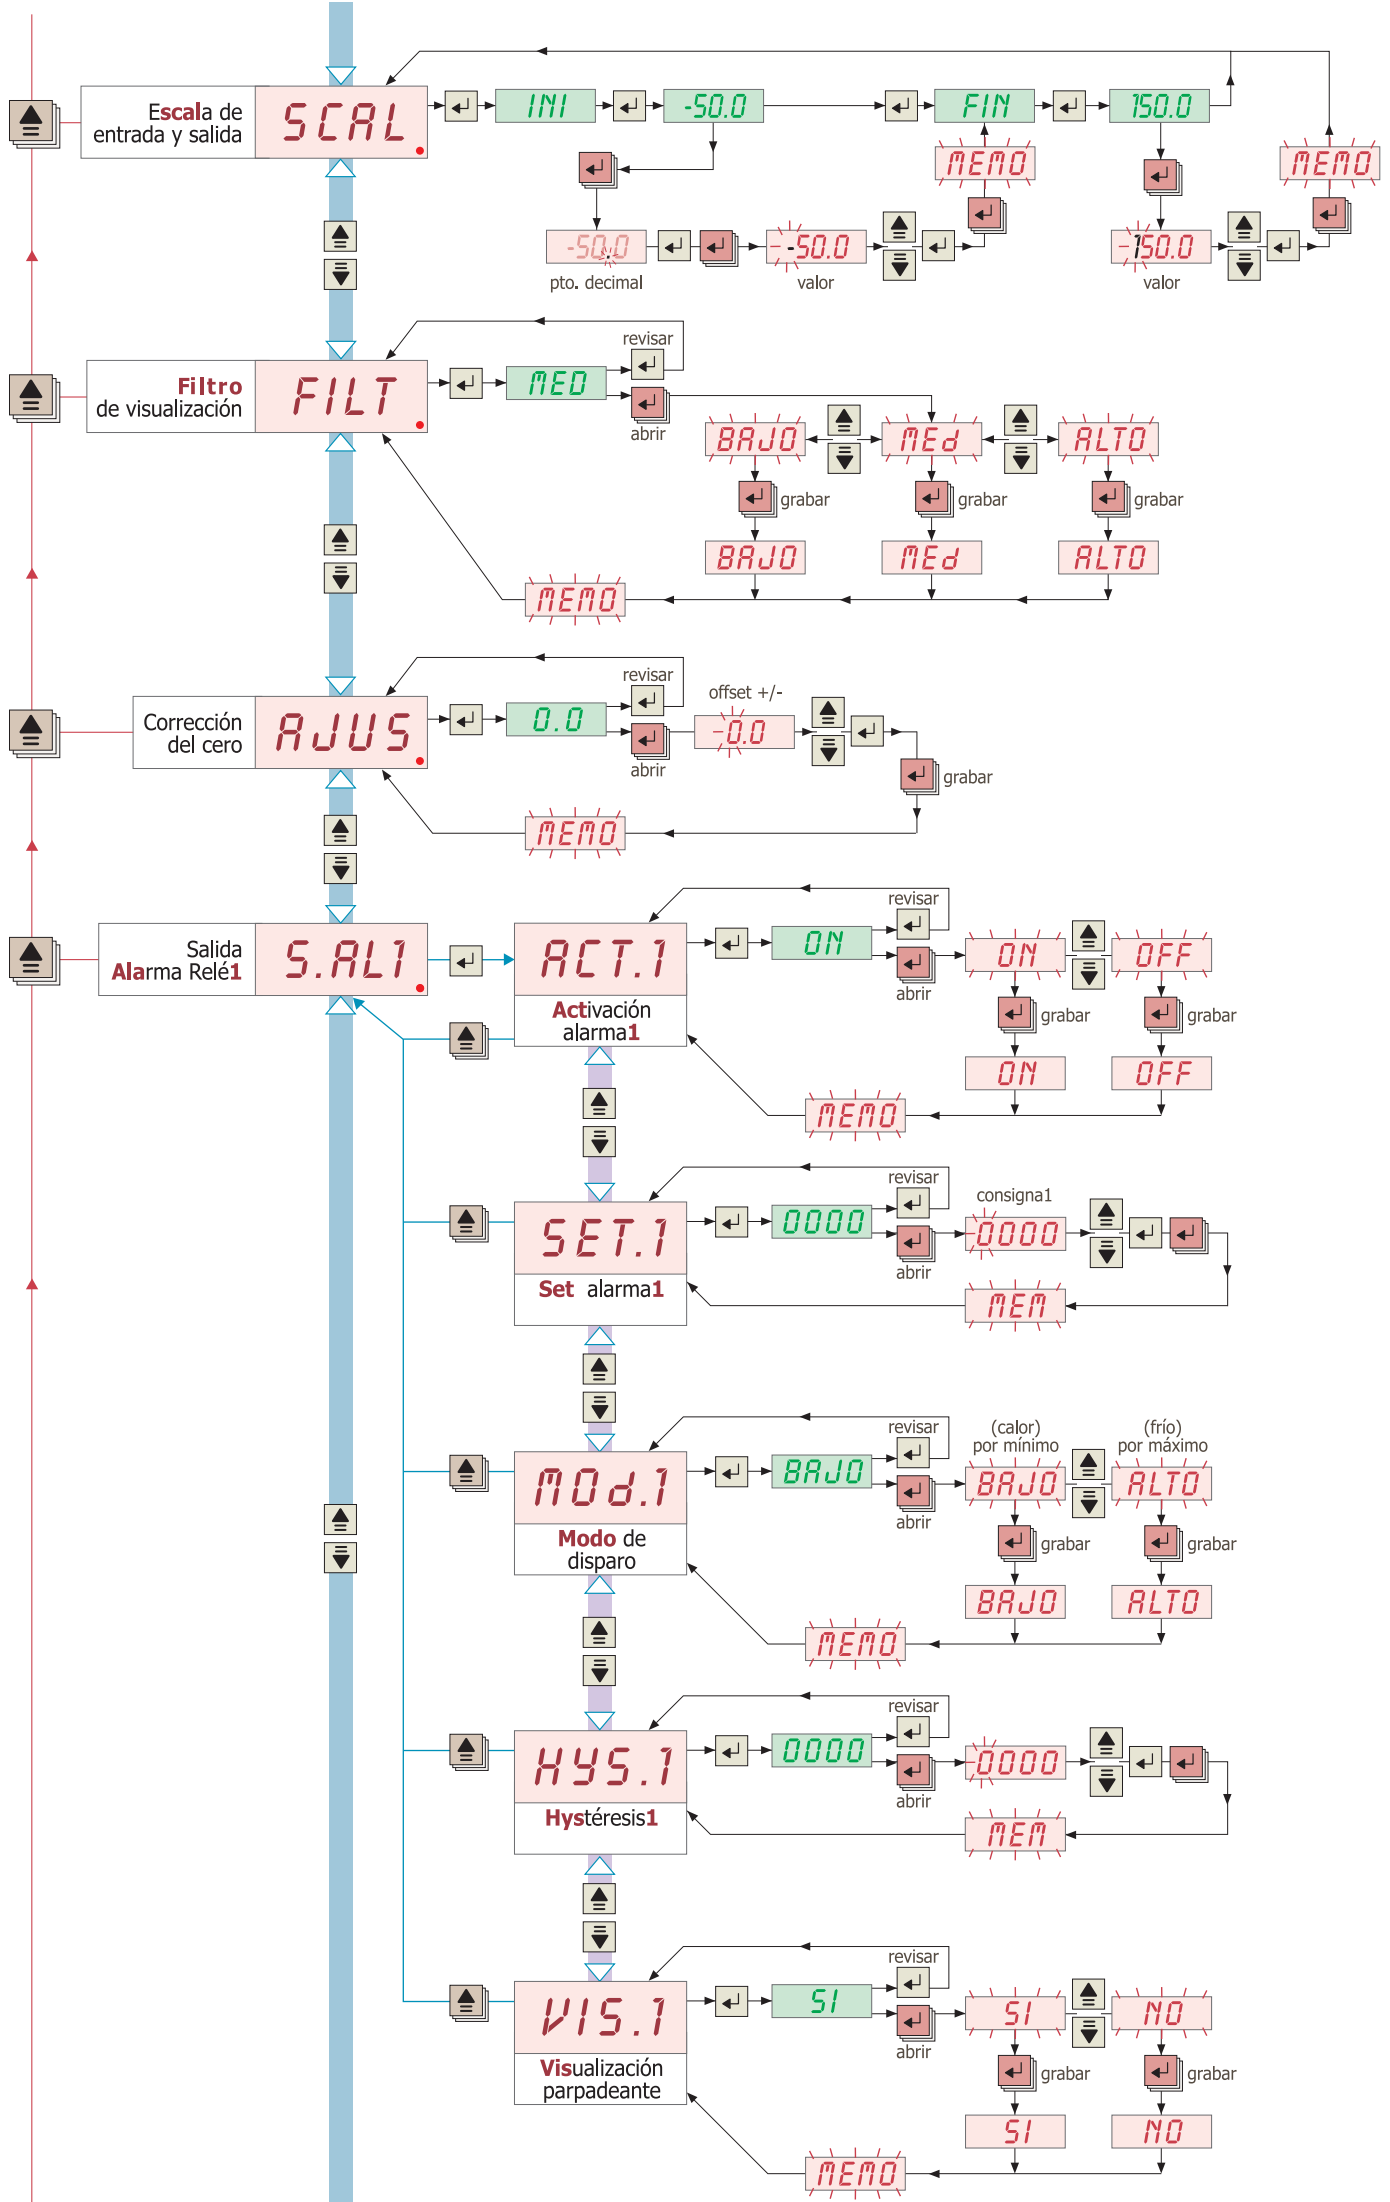 Escala de
entrada y salida
SCAL
INI
-50.0
FIN
150.0
MEMO
MEMO
-50.0
-50.0
150.0
pto. decimal
valor
valor
Filtro
de visualización
FILT
MED
revisar
abrir
BAJO
MEd
ALTO
grabar
grabar
grabar
BAJO
MEd
ALTO
MEMO
Corrección
del cero
AJUS
0.0
revisar
abrir
offset +/-
-0.0
grabar
MEMO
Salida
Alarma Relé1
S.AL1
ACT.1
Activación
alarma1
ON
revisar
abrir
ON
OFF
grabar
grabar
ON
OFF
MEMO
SET.1
Set alarma1
0000
revisar
abrir
consigna1
0000
MEM
MOd.1
Modo de
disparo
BAJO
revisar
abrir
(calor)
por mínimo
(frío)
por máximo
BAJO
ALTO
grabar
grabar
BAJO
ALTO
MEMO
HYS.1
Hystéresis1
0000
revisar
abrir
0000
MEM
VIS.1
Visualización
parpadeante
SI
revisar
abrir
SI
NO
grabar
grabar
SI
NO
MEMO